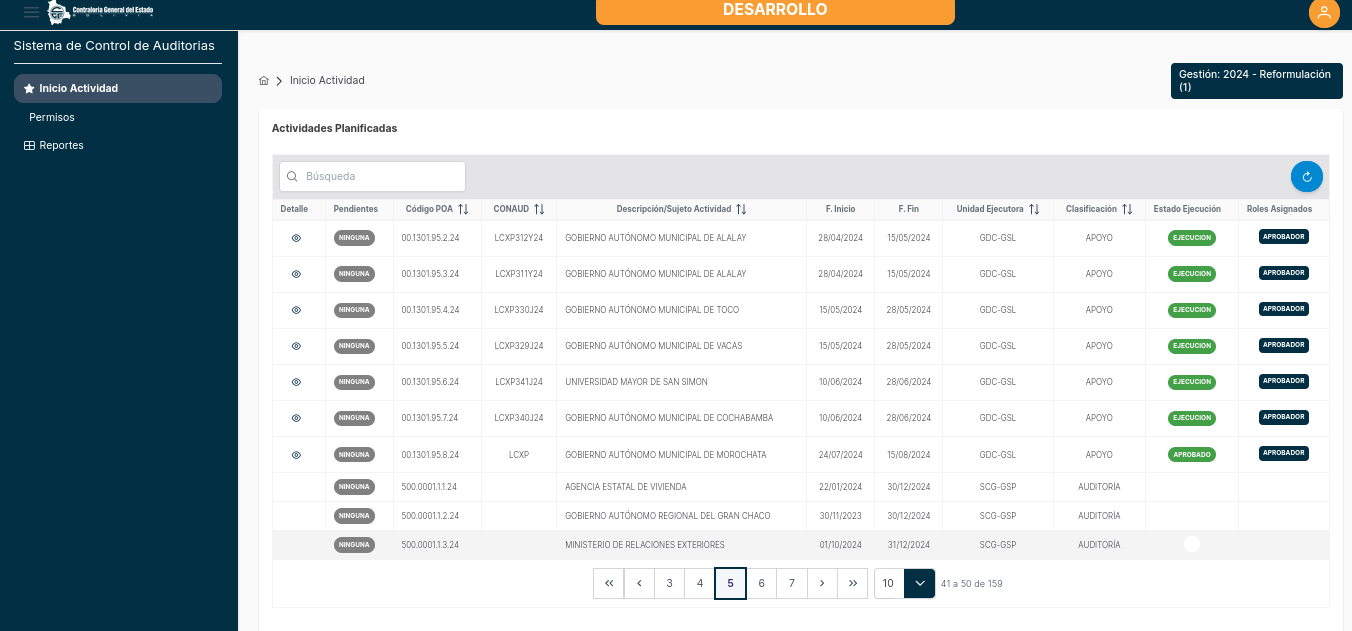 Contraloría General del Estado
BOLIVIA
DESARROLLO
Sistema de Control de Auditorias
Inicio Actividad
Permisos
Reportes
Inicio Actividad
Gestión: 2024 - Reformulación
(1)
Actividades Planificadas
Búsqueda
Detalle Pendientes Código POA CONAUD Descripción/Sujeto Actividad F. Inicio F. Fin Unidad Ejecutora Clasificación Estado Ejecución Roles Asignados
NINGUNA 00.1301.95.2.24 LCXP312Y24 GOBIERNO AUTÓNOMO MUNICIPAL DE ALALAY 28/04/2024 15/05/2024 GDC-GSL APOYO EJECUCION APROBADOR
NINGUNA 00.1301.95.3.24 LCXP311Y24 GOBIERNO AUTÓNOMO MUNICIPAL DE ALALAY 28/04/2024 15/05/2024 GDC-GSL APOYO EJECUCION APROBADOR
NINGUNA 00.1301.95.4.24 LCXP330J24 GOBIERNO AUTÓNOMO MUNICIPAL DE TOCO 15/05/2024 28/05/2024 GDC-GSL APOYO EJECUCION APROBADOR
NINGUNA 00.1301.95.5.24 LCXP329J24 GOBIERNO AUTÓNOMO MUNICIPAL DE VACAS 15/05/2024 28/05/2024 GDC-GSL APOYO EJECUCION APROBADOR
NINGUNA 00.1301.95.6.24 LCXP341J24 UNIVERSIDAD MAYOR DE SAN SIMON 10/06/2024 28/06/2024 GDC-GSL APOYO EJECUCION APROBADOR
NINGUNA 00.1301.95.7.24 LCXP340J24 GOBIERNO AUTÓNOMO MUNICIPAL DE COCHABAMBA 10/06/2024 28/06/2024 GDC-GSL APOYO EJECUCION APROBADOR
NINGUNA 00.1301.95.8.24 LCXP GOBIERNO AUTÓNOMO MUNICIPAL DE MOROCHATA 24/07/2024 15/08/2024 GDC-GSL APOYO APROBADO APROBADOR
NINGUNA 500.0001.1.1.24 AGENCIA ESTATAL DE VIVIENDA 22/01/2024 30/12/2024 SCG-GSP AUDITORÍA
NINGUNA 500.0001.1.2.24 GOBIERNO AUTÓNOMO REGIONAL DEL GRAN CHACO 30/11/2023 30/12/2024 SCG-GSP AUDITORÍA
NINGUNA 500.0001.1.3.24 MINISTERIO DE RELACIONES EXTERIORES 01/10/2024 31/12/2024 SCG-GSP AUDITORÍA
« ‹ 3 4 5 6 7 › » 10 41 a 50 de 159